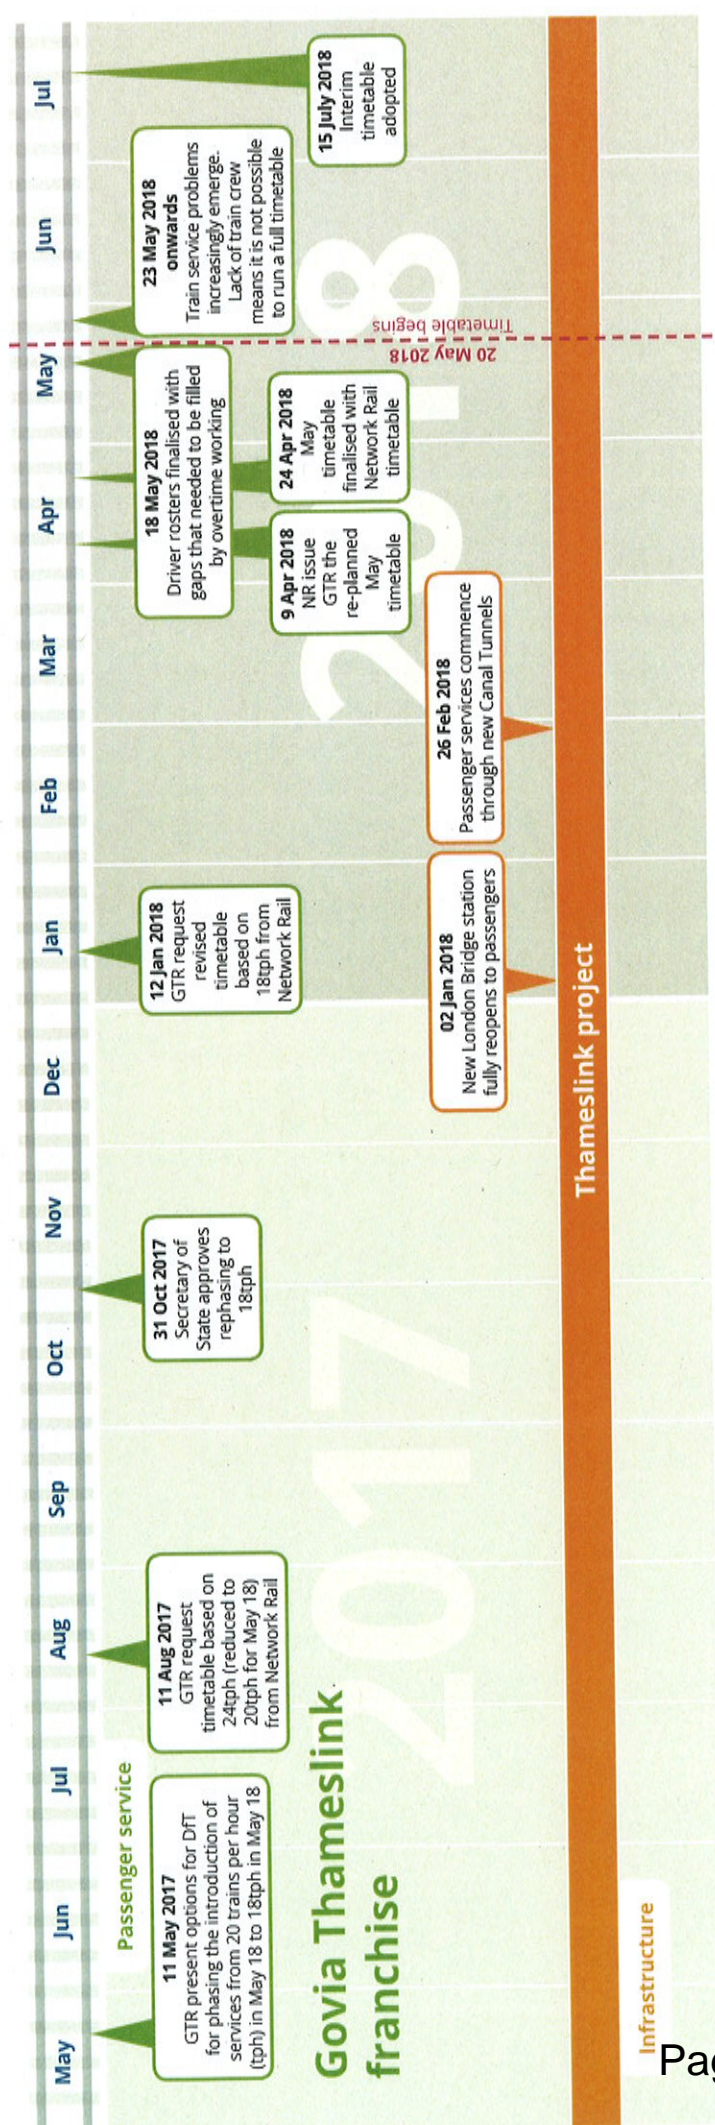 May
Jun
Jul
Aug
Sep
Oct
Nov
Dec
Jan
Feb
Mar
Apr
May
Jun
Jul
Passenger service
11 May 2017
GTR present options for DfT
for phasing the introduction of
services from 20 trains per hour
(tph) in May 18 to 18tph in May 18
11 Aug 2017
GTR request
timetable based on
24tph (reduced to
20tph for May 18)
from Network Rail
31 Oct 2017
Secretary of
State approves
rephasing to
18tph
12 Jan 2018
GTR request
revised
timetable
based on
18tph from
Network Rail
18 May 2018
Driver rosters finalised with
gaps that needed to be filled
by overtime working
23 May 2018
onwards
Train service problems
increasingly emerge.
Lack of train crew
means it is not possible
to run a full timetable
9 Apr 2018
NR issue
GTR the
re-planned
May
timetable
24 Apr 2018
May
timetable
finalised with
Network Rail
timetable
15 July 2018
Interim
timetable
adopted
20 May 2018
Timetable begins
Govia Thameslink
franchise
2017
2018
02 Jan 2018
New London Bridge station
fully reopens to passengers
26 Feb 2018
Passenger services commence
through new Canal Tunnels
Thameslink project
Infrastructure